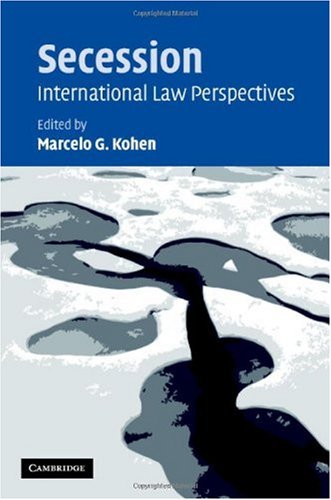 Secession
International Law Perspectives
Edited by
Marcelo G. Kohen
CAMBRIDGE